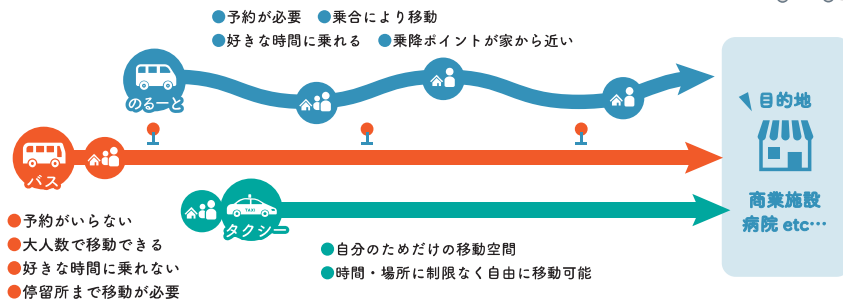 ●予約が必要 ●乗合により移動
●好きな時間に乗れる ●乗降ポイントが家から近い
のるーと
目的地
バス
TAXI
タクシー
商業施設
病院 etc…
●予約がいらない
●大人数で移動できる
●好きな時間に乗れない
●停留所まで移動が必要
●自分のためだけの移動空間
●時間・場所に制限なく自由に移動可能